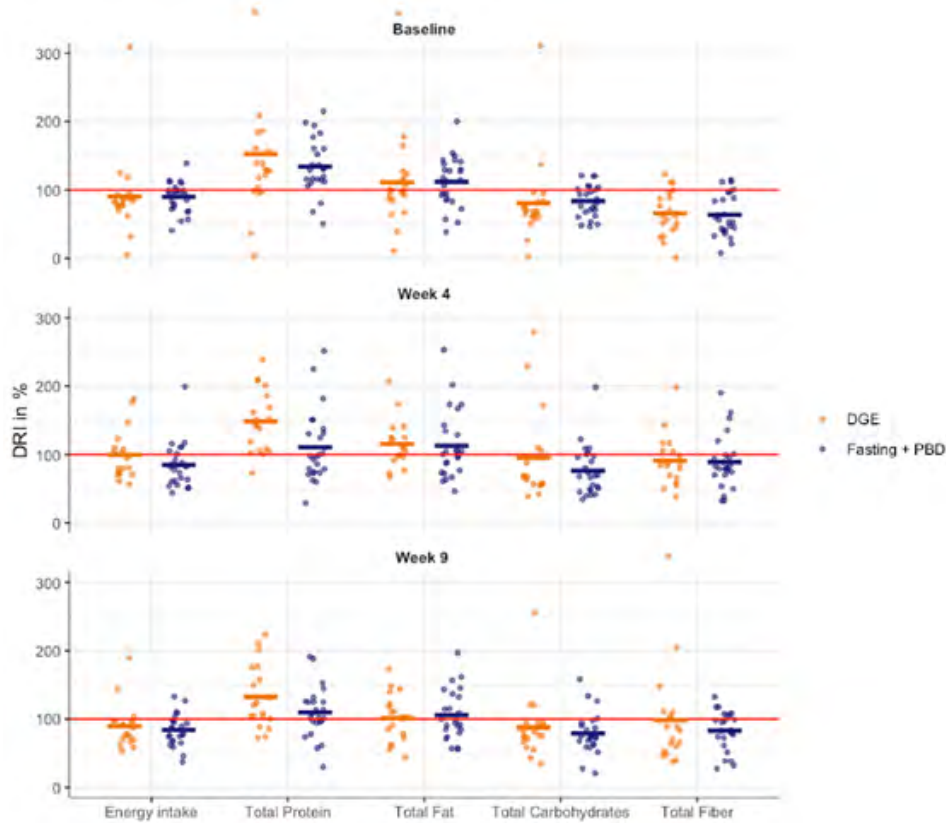 Baseline
300
200
100
0
Week 4
300
200
100
0
DRI in %
DGE
Fasting + PBD
Week 9
300
200
100
0
Energy intake Total Protein Total Fat Total Carbohydrates Total Fiber